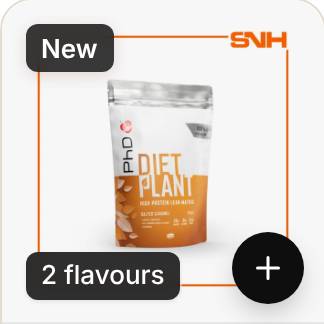 New
SNH
PhD
DIET
PLANT
HIGH PROTEIN LEAN MATRIX
SALTED CARAMEL
2 flavours